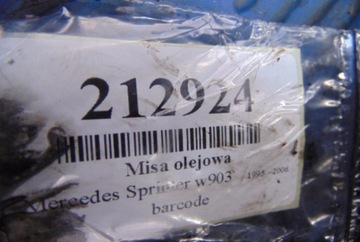 212924
Misa olejowa
Mercedes Sprinter w903 1995-2006
barcode